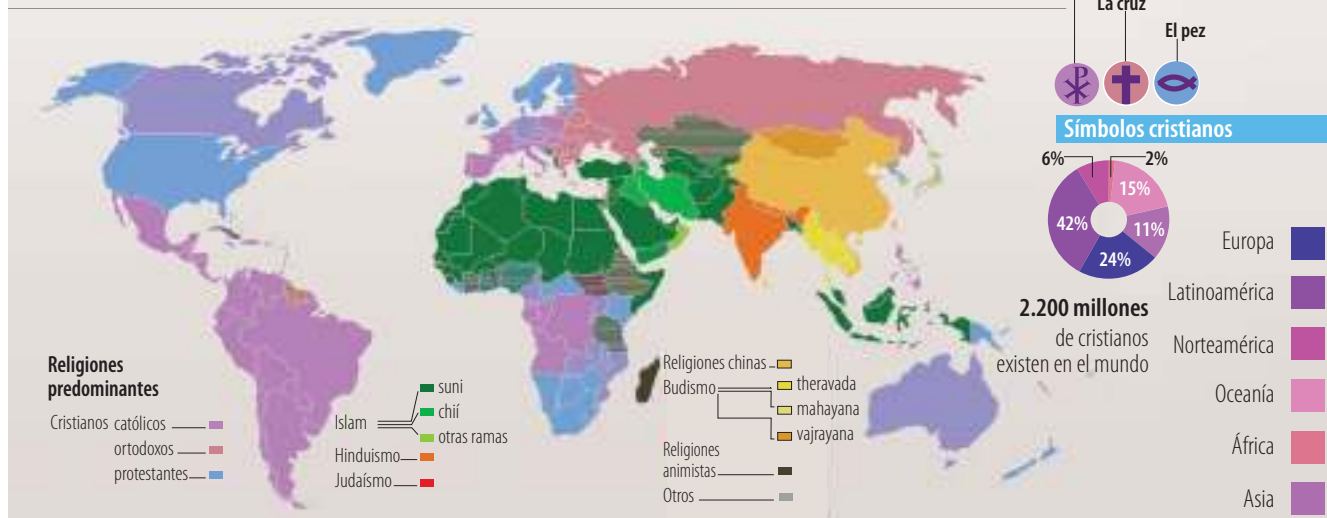 La cruz
El pez
Símbolos cristianos
6%
2%
15%
42%
11%
24%
2.200 millones
de cristianos
existen en el mundo
Europa
Latinoamérica
Norteamérica
Oceanía
África
Asia
Religiones
predominantes
Cristianos católicos
ortodoxos
protestantes
Islam
suni
chií
otras ramas
Hinduismo
Judaísmo
Religiones chinas
Budismo
theravada
mahayana
vajrayana
Religiones
animistas
Otros